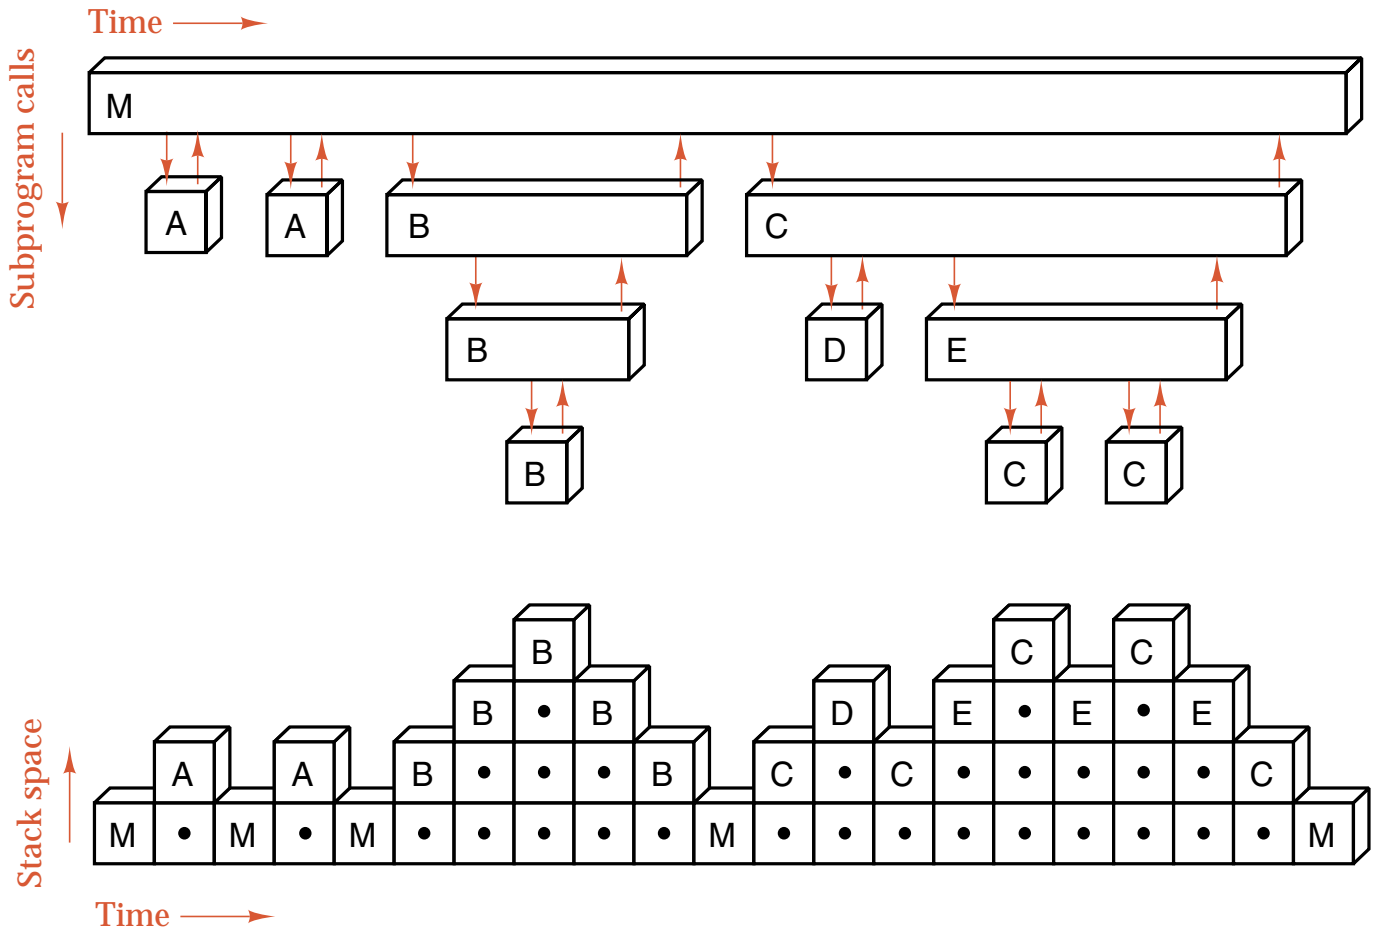 Time
Subprogram calls
M
A A B C
B D E
B C C
B C C
B B D E E E
A A B B C C C
M M M M M
Stack space
Time